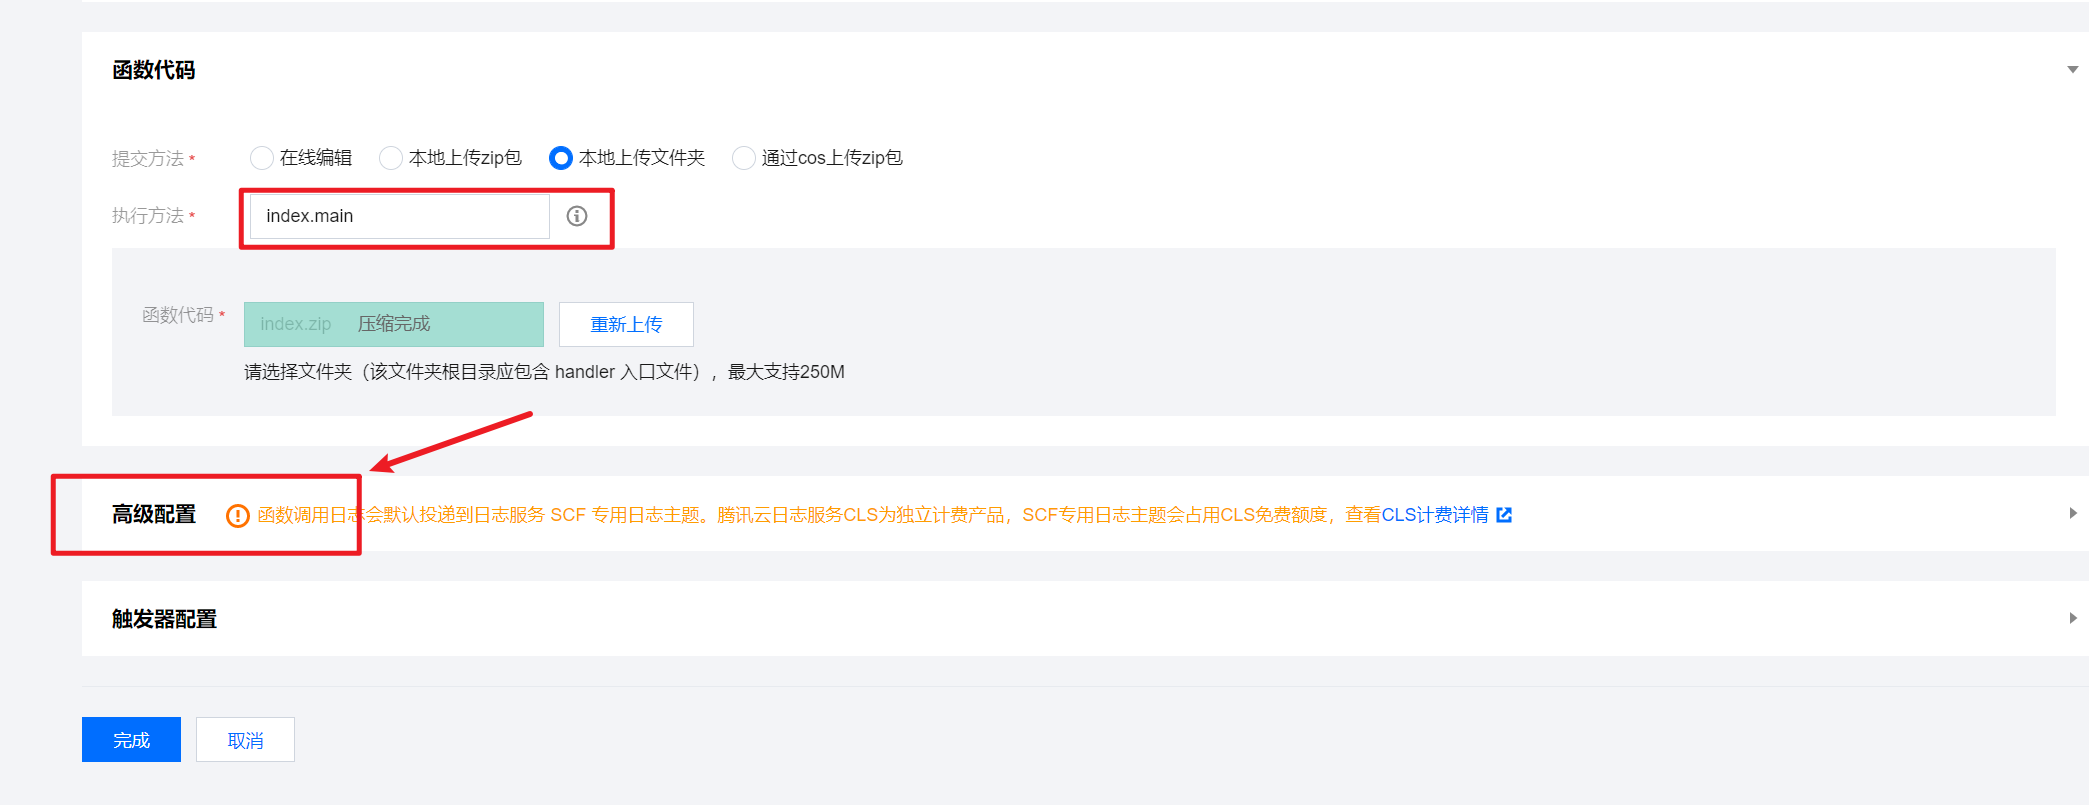 函数代码
提交方法 * 在线编辑 本地上传zip包 本地上传文件夹 通过cos上传zip包
执行方法 * index.main
函数代码 * index.zip 压缩完成 重新上传
请选择文件夹（该文件夹根目录应包含 handler 入口文件），最大支持250M
高级配置 函数调用日志会默认投递到日志服务 SCF 专用日志主题。腾讯云日志服务CLS为独立计费产品，SCF专用日志主题会占用CLS免费额度，查看CLS计费详情
触发器配置
完成 取消